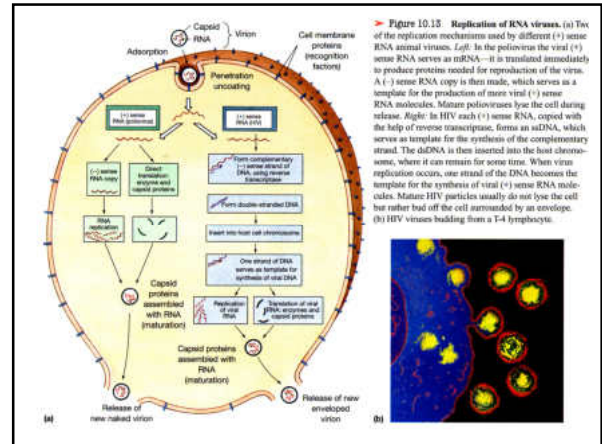 Capsid
RNA
Virion
Adsorption
Cell membrane
proteins
(recognition
factors)
Penetration
uncoating
(+) sense
RNA (poliovirus)
(+) sense
RNA (HIV)
(–) sense
RNA copy
Direct
translation:
enzyme and
capsid proteins
RNA
replication
Form complementary
(–) sense strand of
DNA, using reverse
transcriptase
Form double-stranded DNA
Insert into host cell chromosome
One strand of DNA
serves as template for
synthesis of viral DNA
Replication
of viral
RNA
Translation of viral
RNA: enzymes and
capsid proteins
Capsid
proteins
assembled
with RNA
(maturation)
Capsid proteins
assembled with
RNA
(maturation)
Release of
new naked virion
Release of new
enveloped
virion
(a)
➤ Figure 10.13 Replication of RNA viruses. (a) Two
of the replication mechanisms used by different (+) sense
RNA animal viruses. Left: In the poliovirus the viral (+)
sense RNA serves as mRNA—it is translated immediately
to produce proteins needed for reproduction of the virus.
A (–) sense RNA copy is then made, which serves as a
template for the production of more viral (+) sense
RNA molecules. Mature polioviruses lyse the cell during
release. Right: In HIV each (+) sense RNA, copied with
the help of reverse transcriptase, forms an ssDNA, which
serves as template for the synthesis of the complementary
strand. The dsDNA is then inserted into the host chromo-
some, where it can remain for some time. When virus
replication occurs, one strand of the DNA becomes the
template for the synthesis of viral (+) sense RNA mole-
cules. Mature HIV particles usually do not lyse the cell
but rather bud off the cell surrounded by an envelope.
(b) HIV viruses budding from a T-4 lymphocyte.
(b)